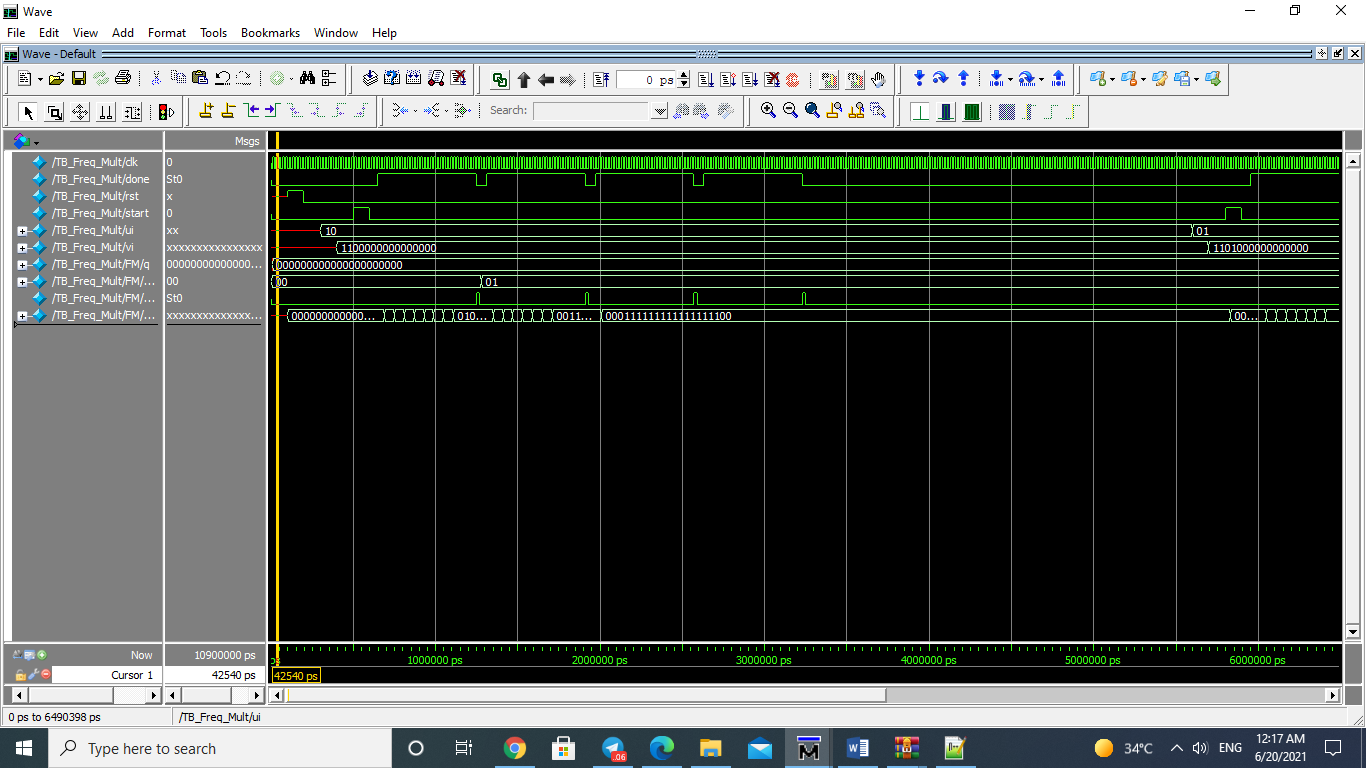 Wave
File Edit View Add Format Tools Bookmarks Window Help
Wave - Default
0 ps
Search:
Msgs
/TB_Freq_Mult/clk 0
/TB_Freq_Mult/done St0
/TB_Freq_Mult/rst x
/TB_Freq_Mult/start 0
/TB_Freq_Mult/ui xx 10 01
/TB_Freq_Mult/vi xxxxxxxxxxxxxxxx 1100000000000000 1101000000000000
/TB_Freq_Mult/FM/q 00000000000000...
/TB_Freq_Mult/FM/... 00 00 01
/TB_Freq_Mult/FM/... St0
/TB_Freq_Mult/FM/... xxxxxxxxxxxxxx... 000000000000... 010... 0011... 00...
Now 10900000 ps ps 1000000 ps 2000000 ps 3000000 ps 4000000 ps 5000000 ps 6000000 ps
Cursor 1 42540 ps 42540 ps
0 ps to 6490398 ps /TB_Freq_Mult/ui
Type here to search
.06
34°C ENG 12:17 AM
6/20/2021